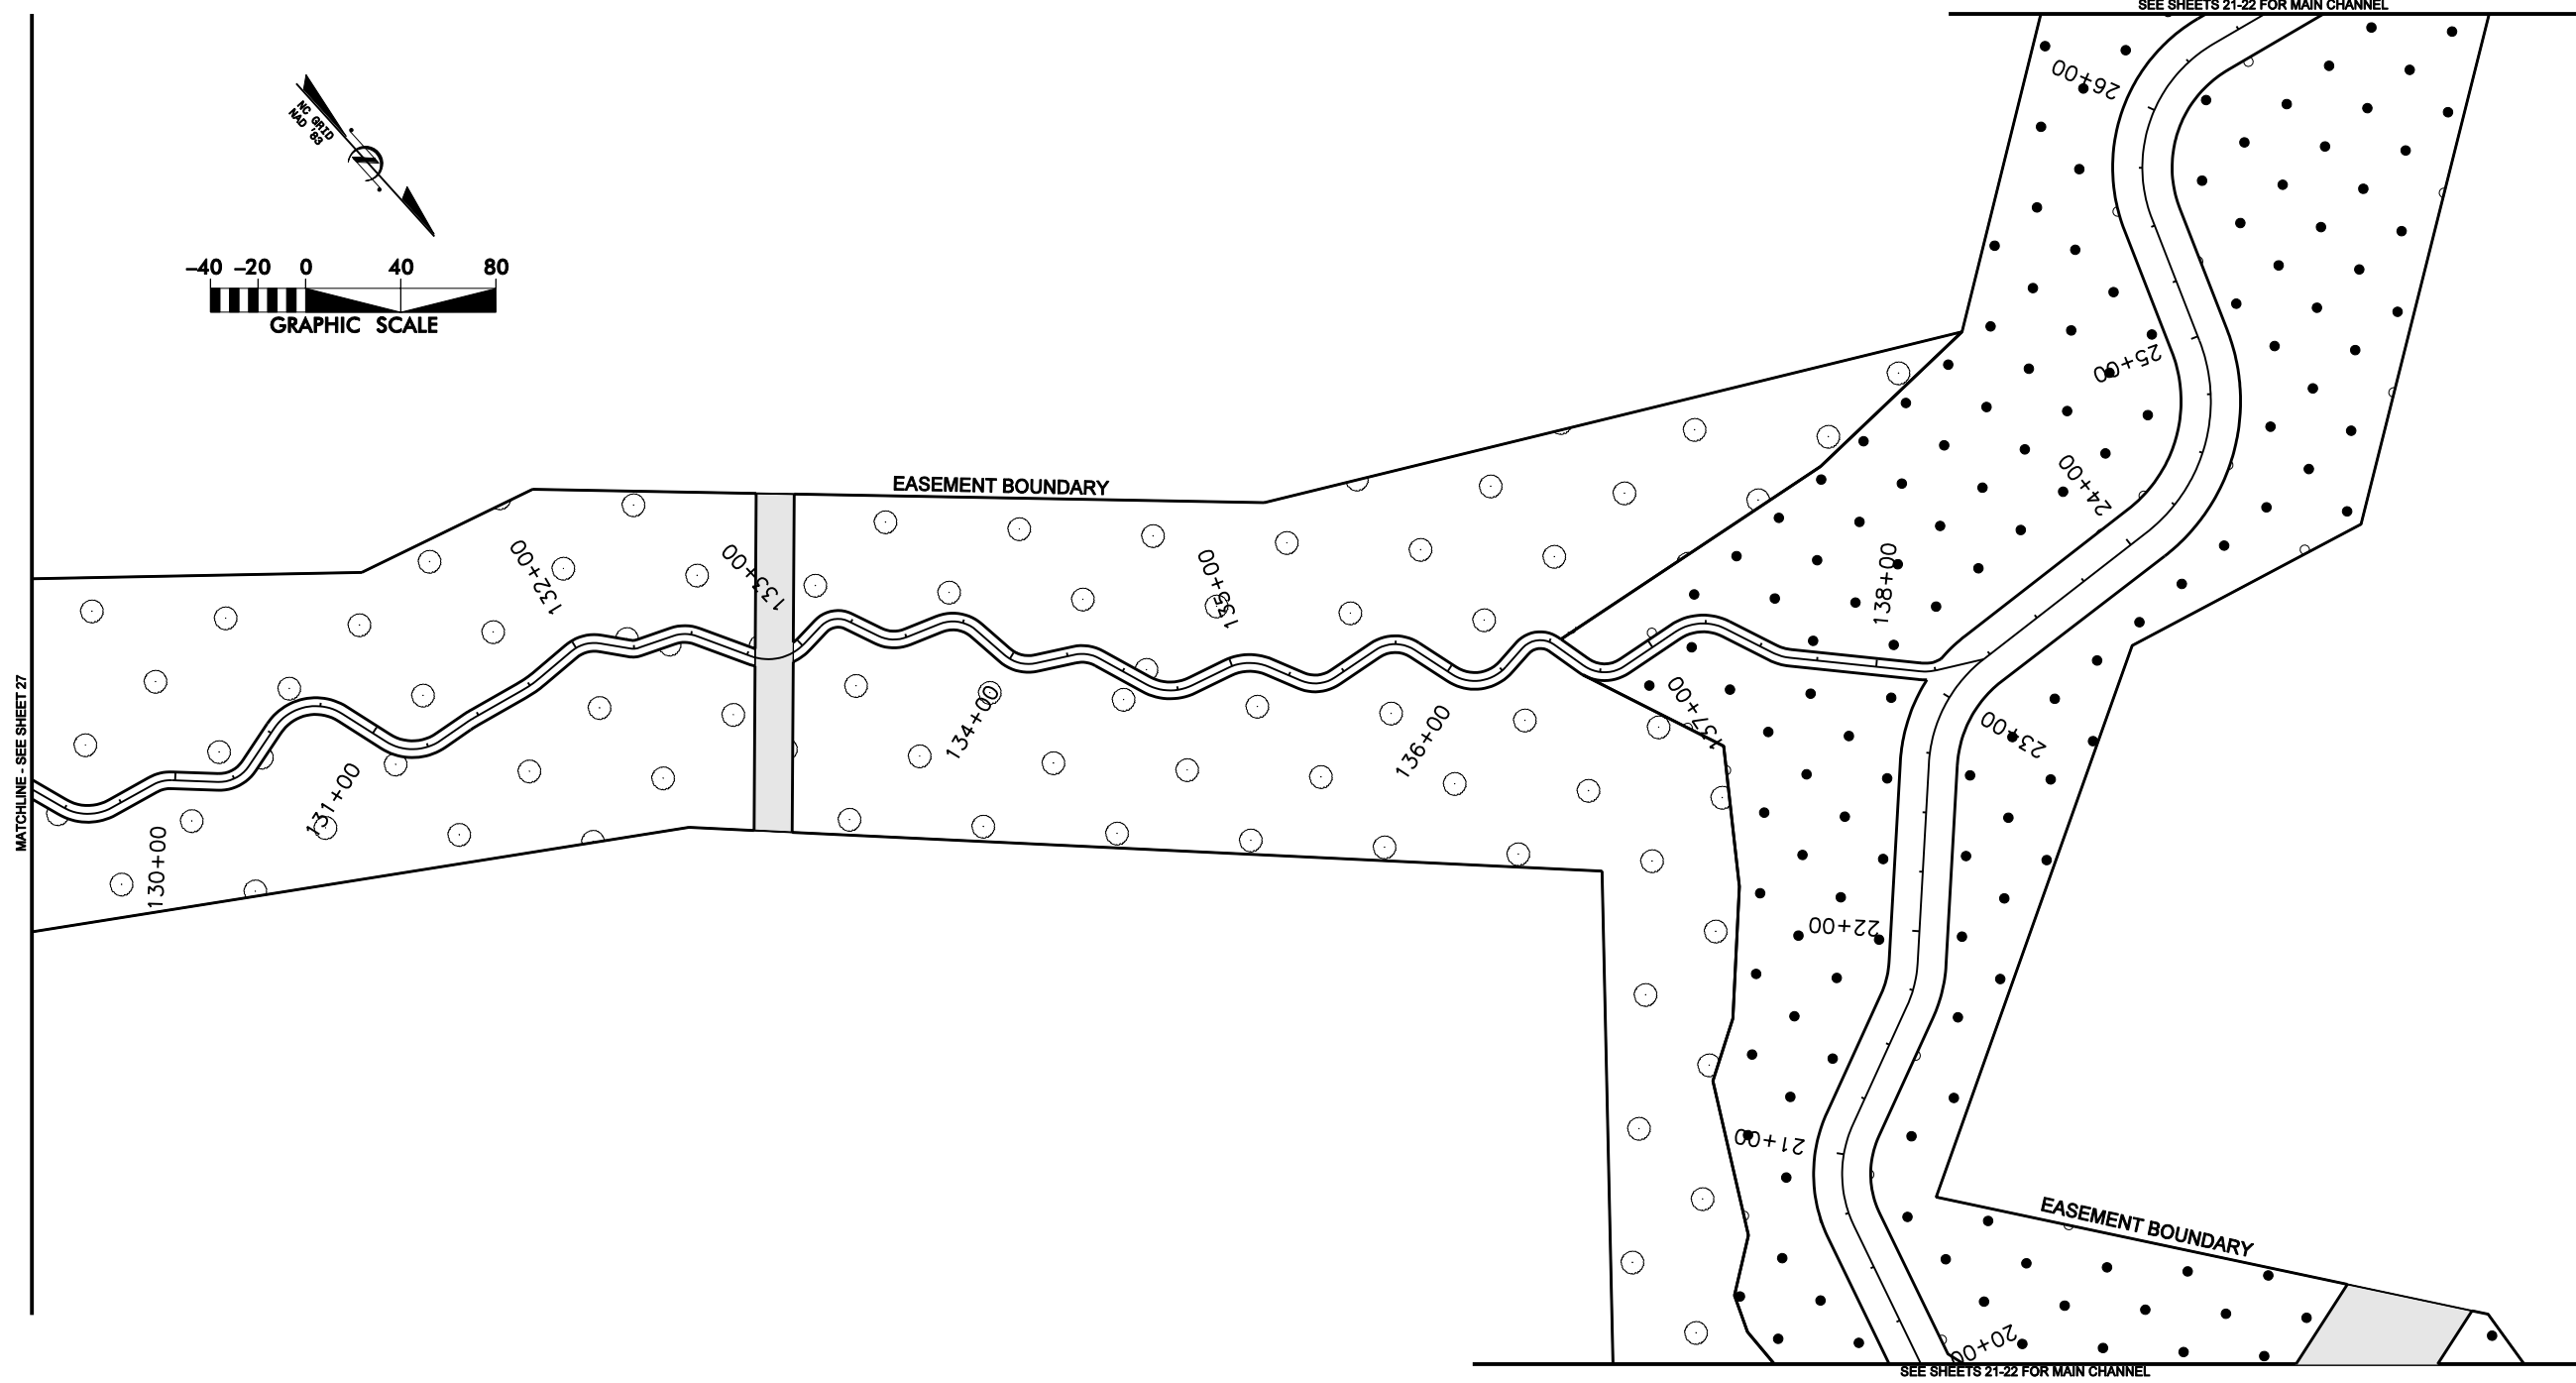 SEE SHEETS 21-22 FOR MAIN CHANNEL
26+00
NC GRID
NAD '83
N
-40 -20 0 40 80
GRAPHIC SCALE
25+00
EASEMENT BOUNDARY
24+00
132+00
133+00
135+00
138+00
MATCHLINE - SEE SHEET 27
131+00
134+00
136+00
137+00
23+00
130+00
22+00
21+00
EASEMENT BOUNDARY
20+00
SEE SHEETS 21-22 FOR MAIN CHANNEL